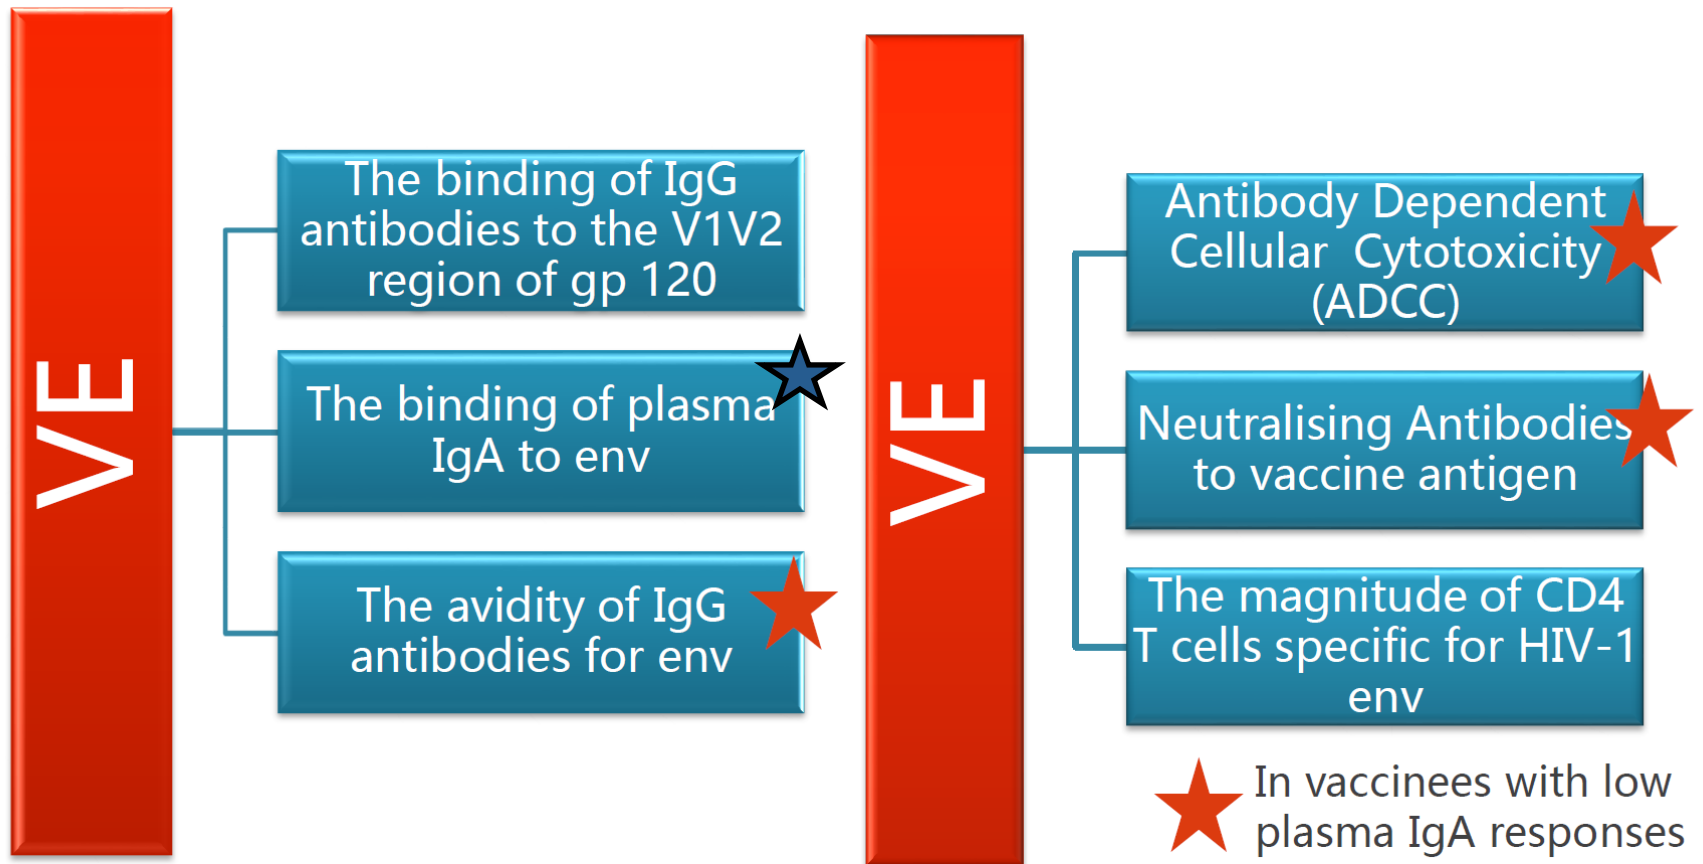 VE
The binding of IgG
antibodies to the V1V2
region of gp 120
The binding of plasma
IgA to env
The avidity of IgG
antibodies for env
VE
Antibody Dependent
Cellular Cytotoxicity
(ADCC)
Neutralising Antibodies
to vaccine antigen
The magnitude of CD4
T cells specific for HIV-1
env
In vaccinees with low
plasma IgA responses